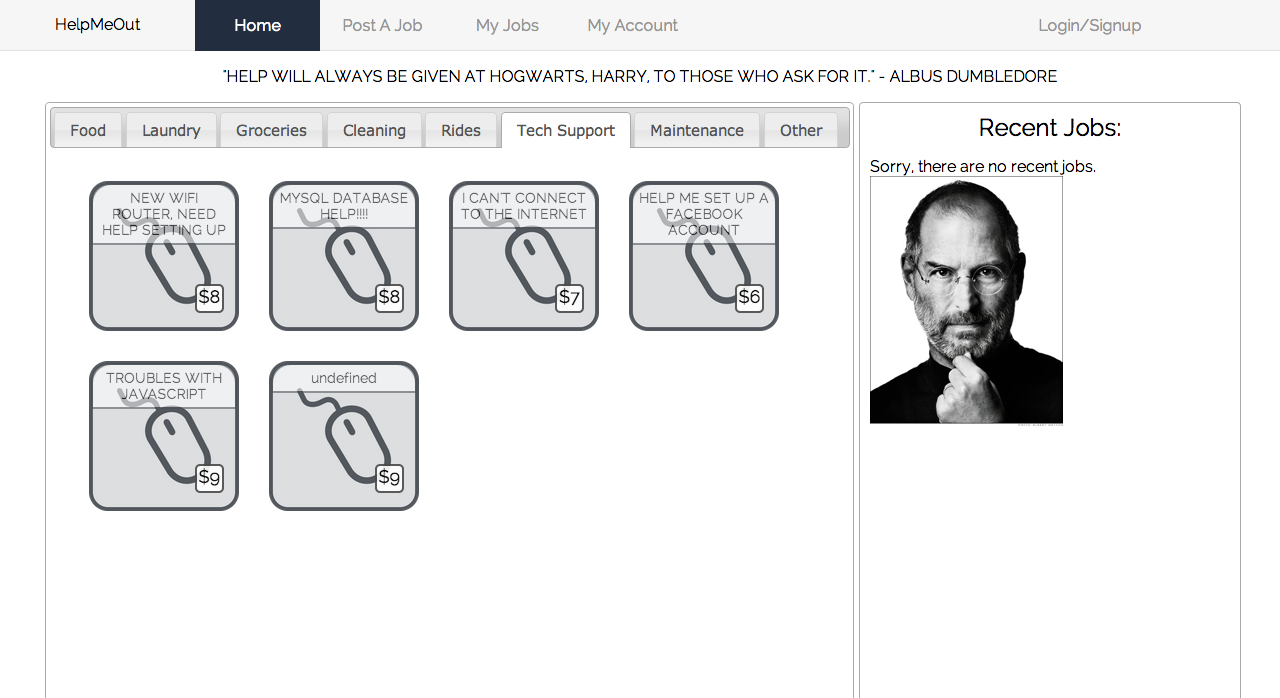 HelpMeOut Home Post A Job My Jobs My Account Login/Signup
"HELP WILL ALWAYS BE GIVEN AT HOGWARTS, HARRY, TO THOSE WHO ASK FOR IT." - ALBUS DUMBLEDORE
Food Laundry Groceries Cleaning Rides Tech Support Maintenance Other
NEW WIFI
ROUTER, NEED
HELP SETTING UP
$8
MYSQL DATABASE
HELP!!!!
$8
I CAN'T CONNECT
TO THE INTERNET
$7
HELP ME SET UP A
FACEBOOK
ACCOUNT
$6
TROUBLES WITH
JAVASCRIPT
$9
undefined
$9
Recent Jobs:
Sorry, there are no recent jobs.